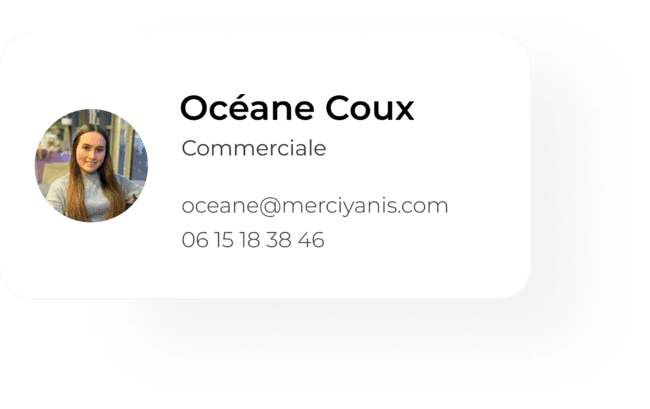 Océane Coux
Commerciale
oceane@merciyanis.com
06 15 18 38 46